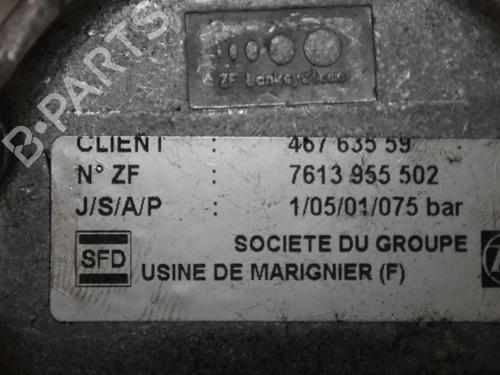 ZF Lenksysteme
CLIENT : 467 635 59
N° ZF : 7613 955 502
J/S/A/P : 1/05/01/075 bar
SFD SOCIETE DU GROUPE
USINE DE MARIGNIER (F)
B-PARTS